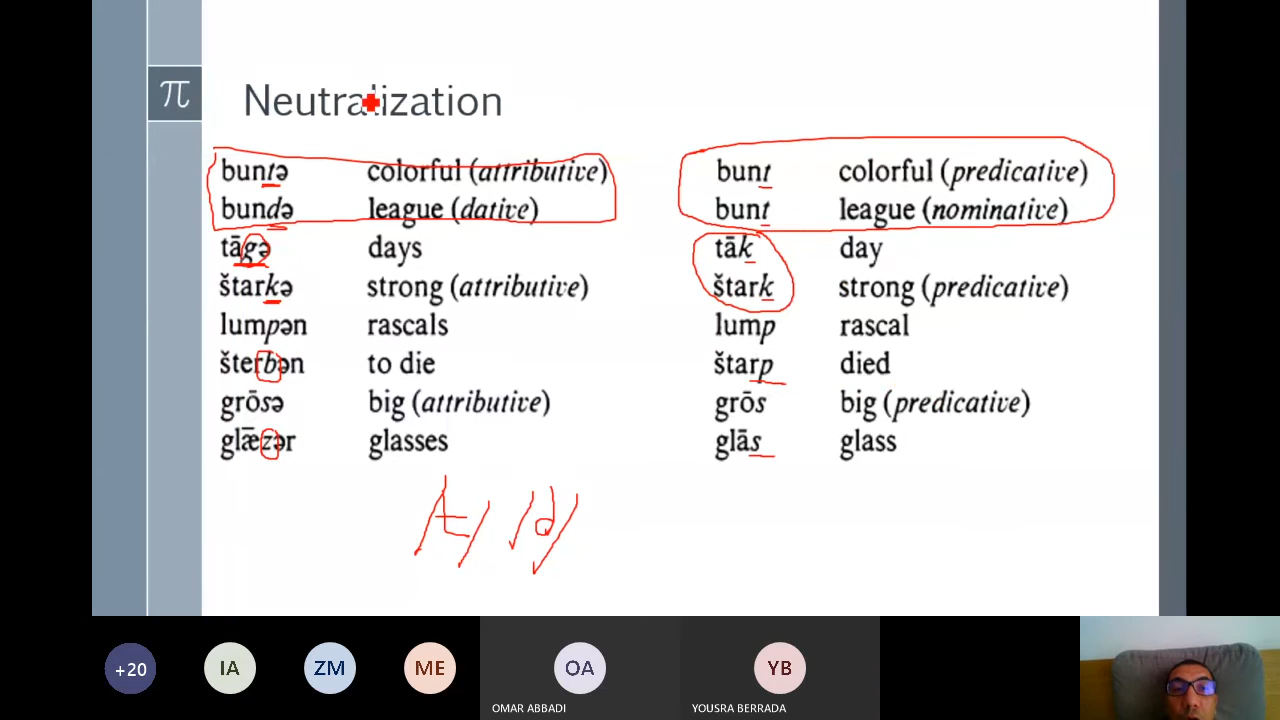 π
Neutralization
buntə colorful (attributive) bunt colorful (predicative)
bundə league (dative) bunt league (nominative)
tāgə days tāk day
štarkə strong (attributive) štark strong (predicative)
lumpən rascals lump rascal
šterbən to die štarp died
grōsə big (attributive) grōs big (predicative)
glǣzər glasses glās glass
/t/ /d/
+20 IA ZM ME OA YB
OMAR ABBADI YOUSRA BERRADA